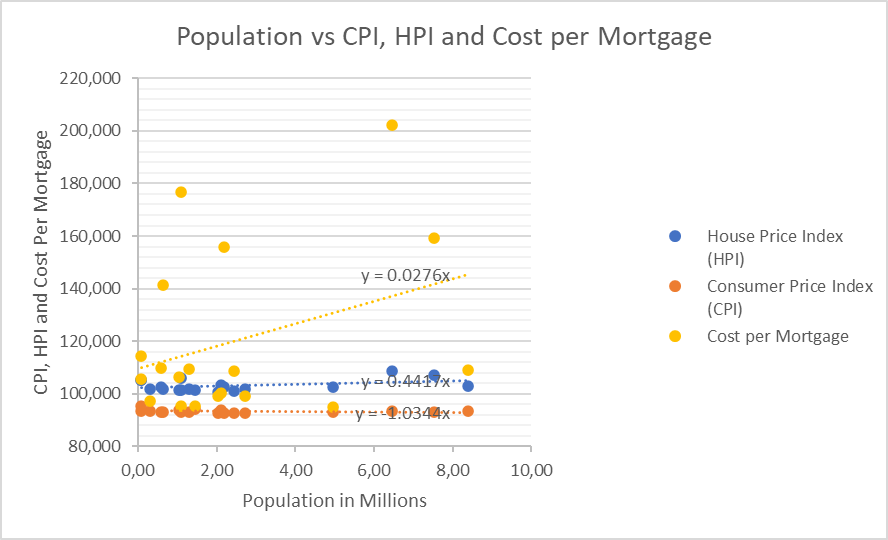 Population vs CPI, HPI and Cost per Mortgage
CPI, HPI and Cost Per Mortgage
220,000
200,000
180,000
160,000
140,000
120,000
100,000
80,000
y = 0.0276x
y = 0.4417x
y = -1.0344x
0,00
2,00
4,00
6,00
8,00
10,00
Population in Millions
House Price Index
(HPI)
Consumer Price Index
(CPI)
Cost per Mortgage